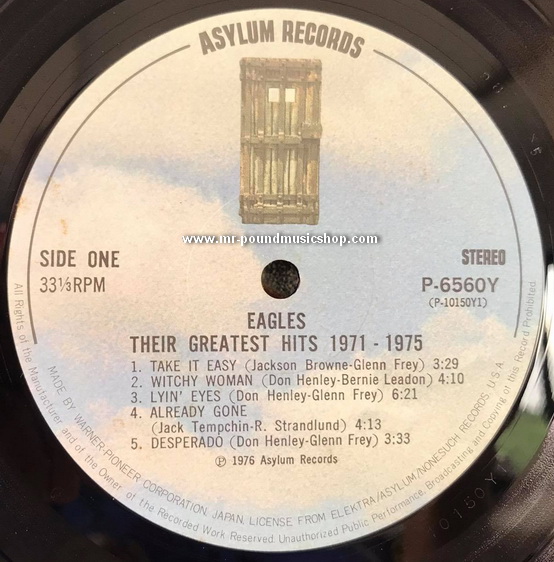 ASYLUM RECORDS
www.mr-poundmusicshop.com
SIDE ONE
33⅓RPM
STEREO
P-6560Y
(P-10150Y1)
EAGLES
THEIR GREATEST HITS 1971 - 1975
1. TAKE IT EASY (Jackson Browne-Glenn Frey) 3:29
2. WITCHY WOMAN (Don Henley-Bernie Leadon) 4:10
3. LYIN' EYES (Don Henley-Glenn Frey) 6:21
4. ALREADY GONE
(Jack Tempchin-R. Strandlund) 4:13
5. DESPERADO (Don Henley-Glenn Frey) 3:33
℗ 1976 Asylum Records
MADE BY WARNER-PIONEER CORPORATION, JAPAN, LICENSE FROM ELEKTRA/ASYLUM/NONESUCH RECORDS, U.S.A.
All Rights of the Manufacturer and of the Owner of the Recorded Work Reserved. Unauthorized Public Performance, Broadcasting and Copying of this Record Prohibited.